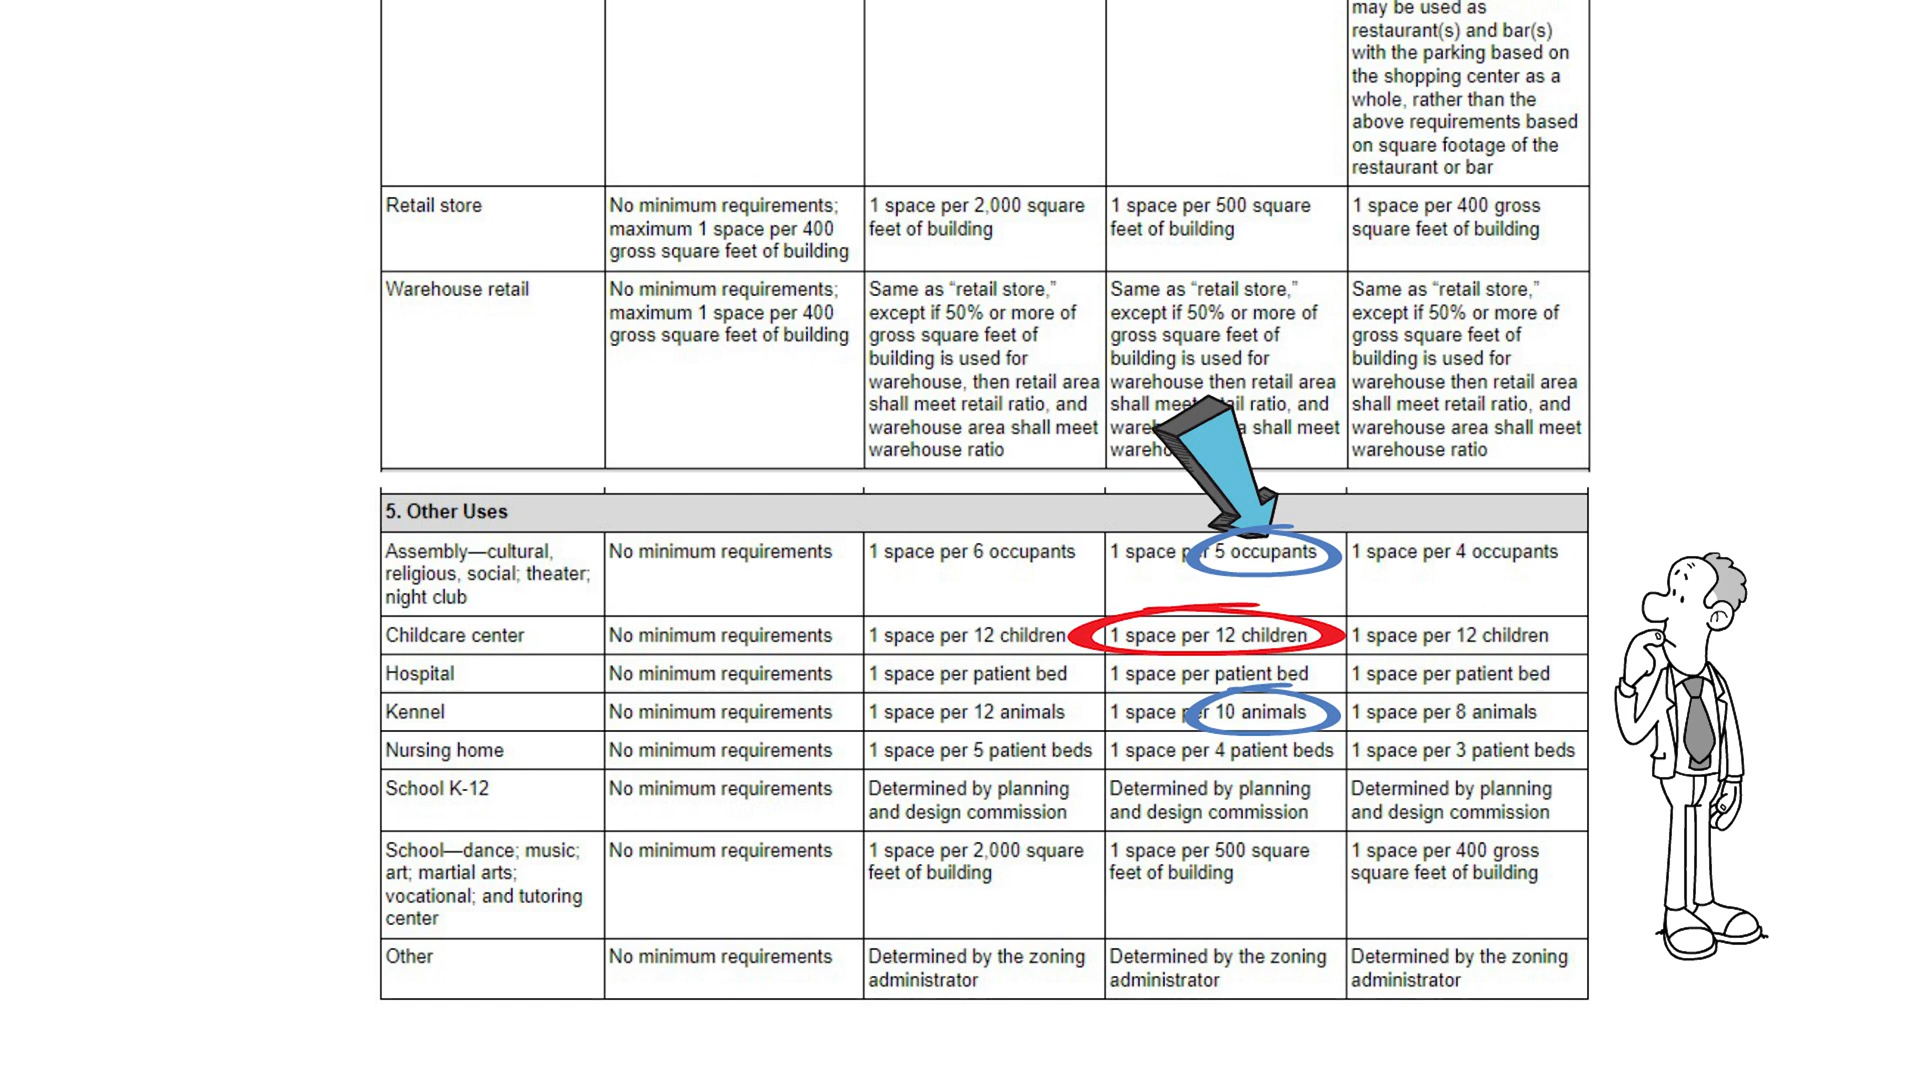 may be used as
restaurant(s) and bar(s)
with the parking based on
the shopping center as a
whole, rather than the
above requirements based
on square footage of the
restaurant or bar
Retail store
No minimum requirements;
maximum 1 space per 400
gross square feet of building
1 space per 2,000 square
feet of building
1 space per 500 square
feet of building
1 space per 400 gross
square feet of building
Warehouse retail
No minimum requirements;
maximum 1 space per 400
gross square feet of building
Same as “retail store,”
except if 50% or more of
gross square feet of
building is used for
warehouse, then retail area
shall meet retail ratio, and
warehouse area shall meet
warehouse ratio
Same as “retail store,”
except if 50% or more of
gross square feet of
building is used for
warehouse then retail area
shall ratio, and
shall meet
Same as “retail store,”
except if 50% or more of
gross square feet of
building is used for
warehouse then retail area
shall meet retail ratio, and
warehouse area shall meet
warehouse ratio
5. Other Uses
Assembly—cultural,
religious, social; theater;
night club
No minimum requirements
1 space per 6 occupants
1 space per 5 occupants
1 space per 4 occupants
Childcare center
No minimum requirements
1 space per 12 children
1 space per 12 children
1 space per 12 children
Hospital
No minimum requirements
1 space per patient bed
1 space per patient bed
1 space per patient bed
Kennel
No minimum requirements
1 space per 12 animals
1 space per 10 animals
1 space per 8 animals
Nursing home
No minimum requirements
1 space per 5 patient beds
1 space per 4 patient beds
1 space per 3 patient beds
School K-12
No minimum requirements
Determined by planning
and design commission
Determined by planning
and design commission
Determined by planning
and design commission
School—dance; music;
art; martial arts;
vocational; and tutoring
center
No minimum requirements
1 space per 2,000 square
feet of building
1 space per 500 square
feet of building
1 space per 400 gross
square feet of building
Other
No minimum requirements
Determined by the zoning
administrator
Determined by the zoning
administrator
Determined by the zoning
administrator